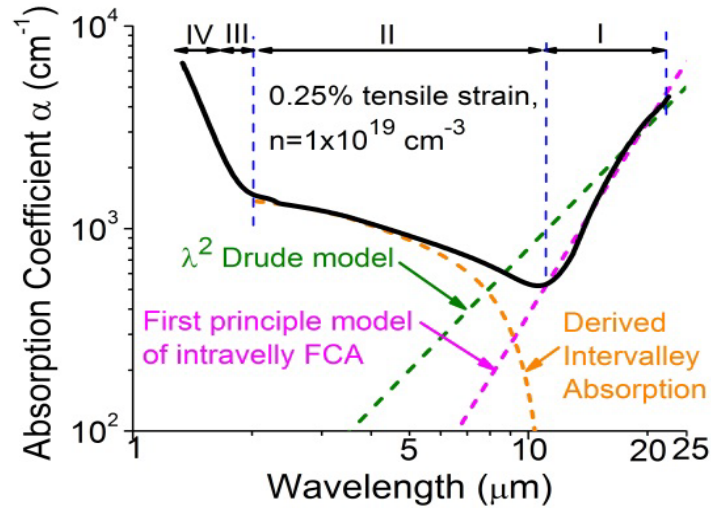 IV III II I
0.25% tensile strain,
n=1x10¹⁹ cm⁻³
λ² Drude model
First principle model
of intravelly FCA
Derived
Intervalley
Absorption
Absorption Coefficient α (cm⁻¹)
10⁴
10³
10²
1 5 10 20 25
Wavelength (μm)